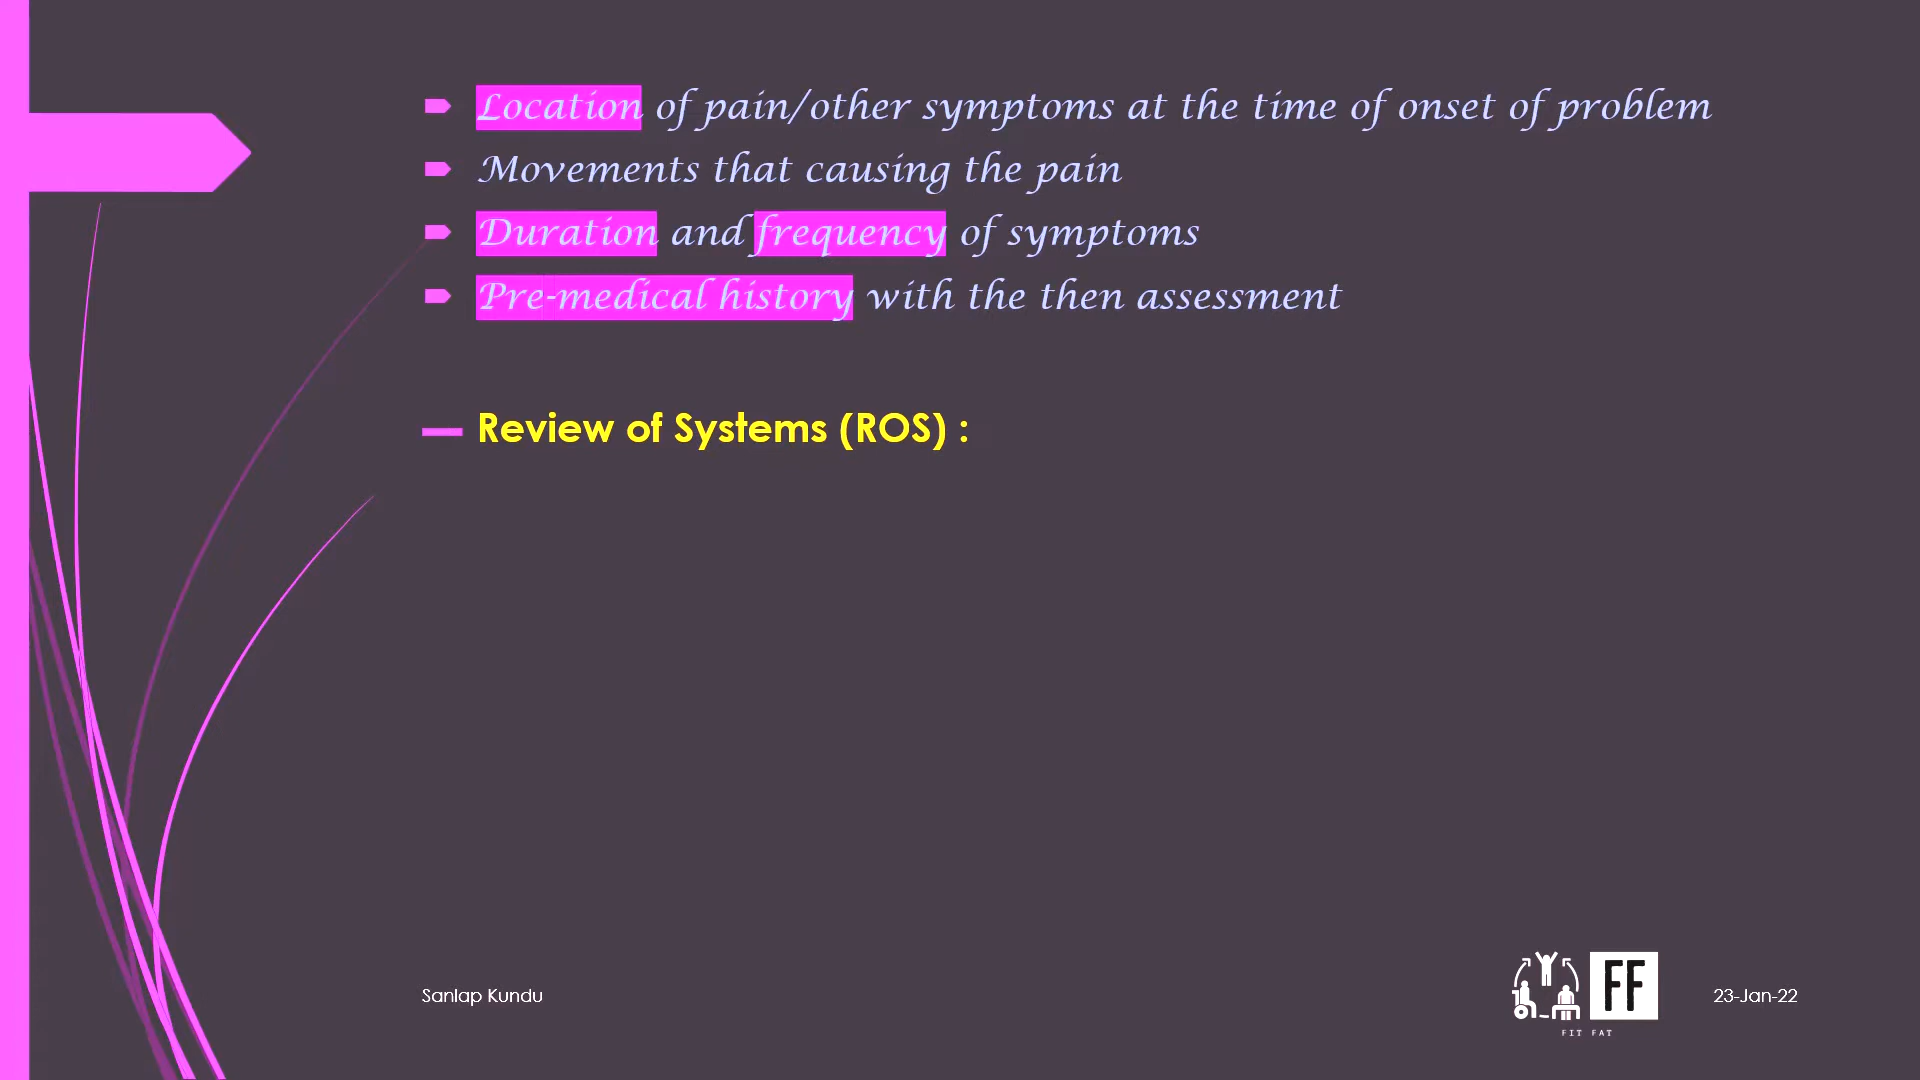 Location of pain/other symptoms at the time of onset of problem
Movements that causing the pain
Duration and frequency of symptoms
Pre-medical history with the then assessment
Review of Systems (ROS) :
Sanlap Kundu
FF
FIT FAT
23-Jan-22